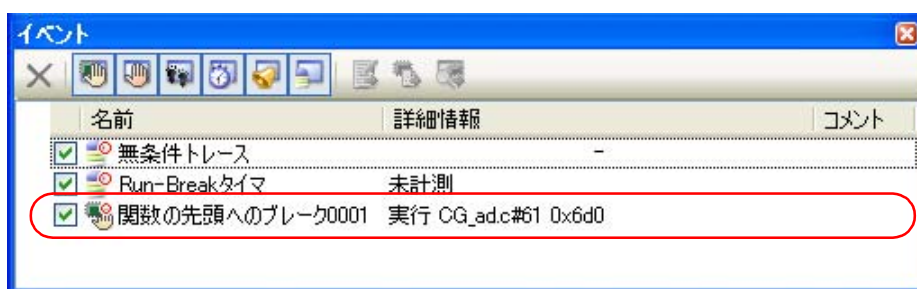 イベント
名前 詳細情報 コメント
無条件トレース -
Run-Breakタイマ 未計測
関数の先頭へのブレーク0001 実行 CG_ad.c#61 0x6d0